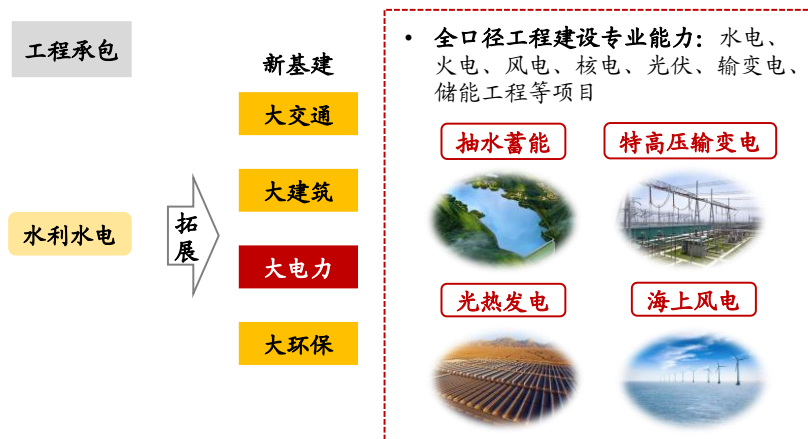 工程承包
新基建
大交通
大建筑
水利水电
拓
展
大电力
大环保
• 全口径工程建设专业能力：水电、
火电、风电、核电、光伏、输变电、
储能工程等项目
抽水蓄能
特高压输变电
光热发电
海上风电